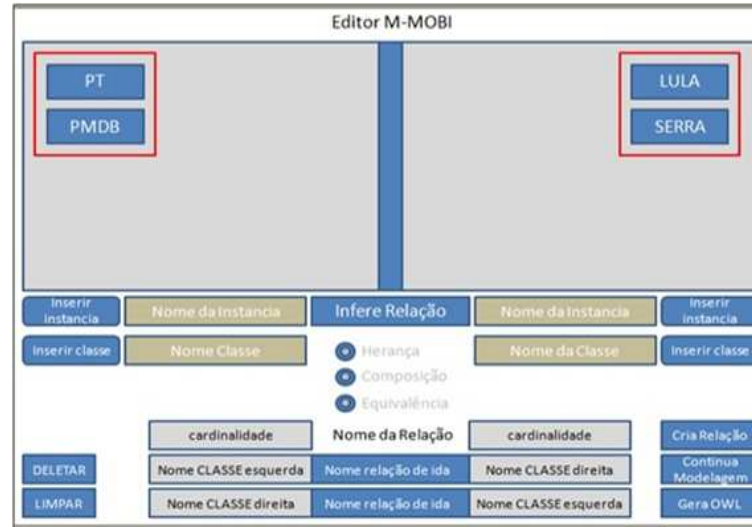 Editor M-MOBI
PT
LULA
PMDB
SERRA
Inserir
instancia
Nome da Instancia
Infere Relação
Nome da Instancia
Inserir
instancia
Inserir classe
Nome Classe
Herança
Nome da Classe
Inserir classe
Composição
Equivalência
cardinalidade
Nome da Relação
cardinalidade
Cria Relação
DELETAR
Nome CLASSE esquerda
Nome relação de ida
Nome CLASSE direita
Continua
Modelagem
LIMPAR
Nome CLASSE direita
Nome relação de ida
Nome CLASSE esquerda
Gera OWL